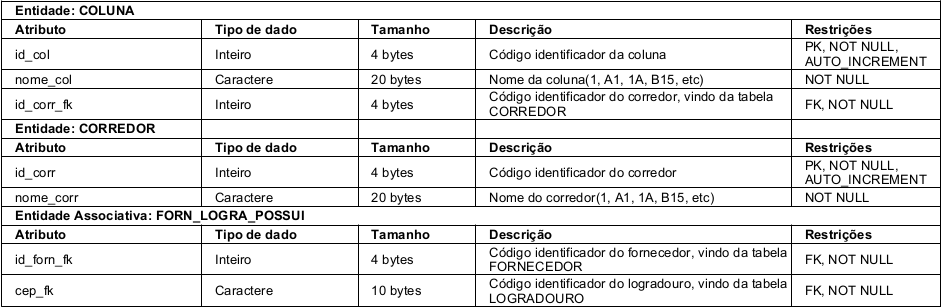 Entidade: COLUNA
Atributo Tipo de dado Tamanho Descrição Restrições
id_col Inteiro 4 bytes Código identificador da coluna PK, NOT NULL,
AUTO_INCREMENT
nome_col Caractere 20 bytes Nome da coluna(1, A1, 1A, B15, etc) NOT NULL
id_corr_fk Inteiro 4 bytes Código identificador do corredor, vindo da tabela
CORREDOR FK, NOT NULL
Entidade: CORREDOR
Atributo Tipo de dado Tamanho Descrição Restrições
id_corr Inteiro 4 bytes Código identificador do corredor PK, NOT NULL,
AUTO_INCREMENT
nome_corr Caractere 20 bytes Nome do corredor(1, A1, 1A, B15, etc) NOT NULL
Entidade Associativa: FORN_LOGRA_POSSUI
Atributo Tipo de dado Tamanho Descrição Restrições
id_forn_fk Inteiro 4 bytes Código identificador do fornecedor, vindo da tabela
FORNECEDOR FK, NOT NULL
cep_fk Caractere 10 bytes Código identificador do logradouro, vindo da tabela
LOGRADOURO FK, NOT NULL